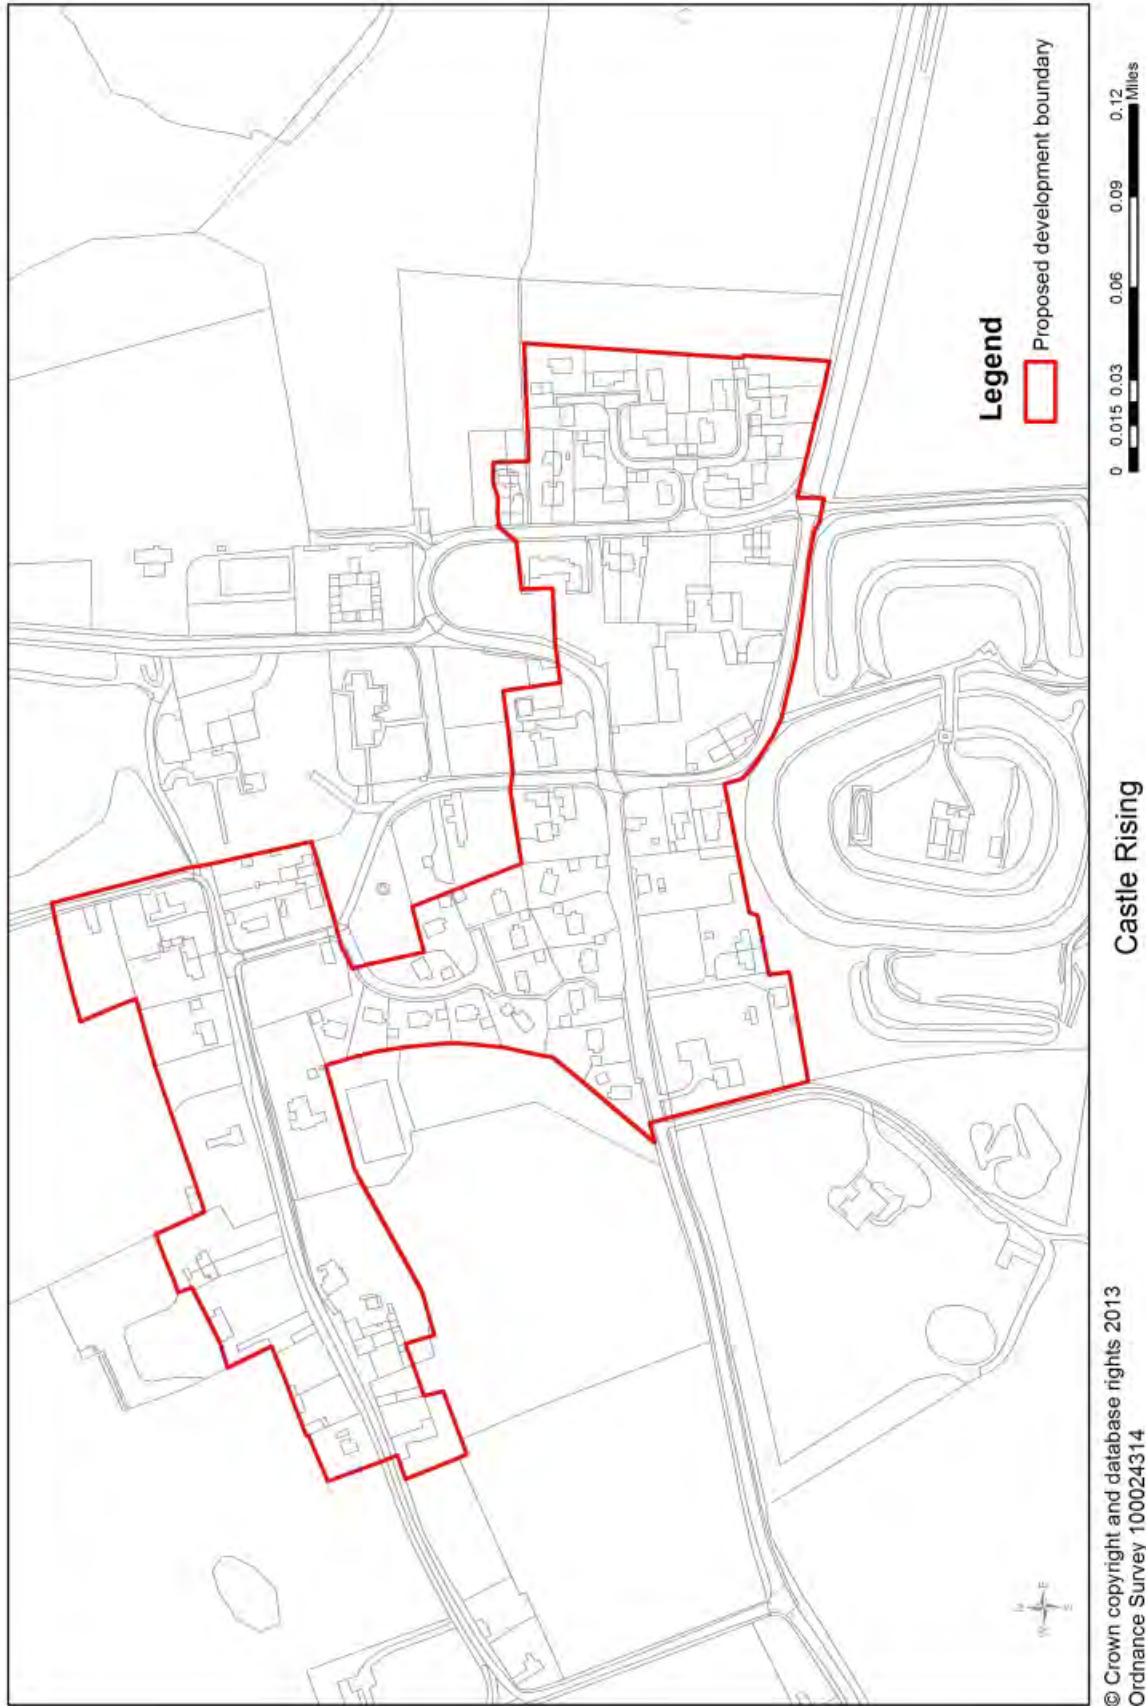 Legend
Proposed development boundary
0 0.015 0.03 0.06 0.09 0.12
Miles
Castle Rising
© Crown copyright and database rights 2013
Ordnance Survey 100024314
N
W E
S